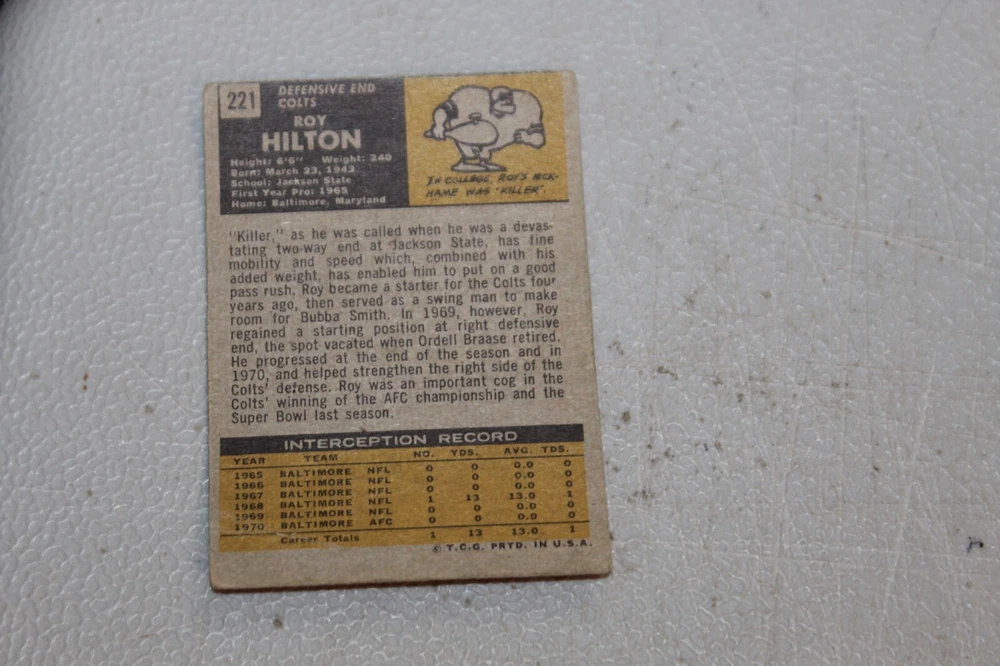 221
DEFENSIVE END
COLTS
ROY
HILTON
Height: 6'6" Weight: 240
Born: March 23, 1943
School: Jackson State
First Year Pro: 1965
Home: Baltimore, Maryland
IN COLLEGE, ROY'S NICK-
NAME WAS "KILLER".
"Killer," as he was called when he was a devas-
tating two-way end at Jackson State, has fine
mobility and speed which, combined with his
added weight, has enabled him to put on a good
pass rush. Roy became a starter for the Colts four
years ago, then served as a swing man to make
room for Bubba Smith. In 1969, however, Roy
regained a starting position at right defensive
end, the spot vacated when Ordell Braase retired.
He progressed at the end of the season and in
1970, and helped strengthen the right side of the
Colts' defense. Roy was an important cog in the
Colts' winning of the AFC championship and the
Super Bowl last season.
INTERCEPTION RECORD
YEAR TEAM NO. YDS. AVG. TDS.
1965 BALTIMORE NFL 0 0 0.0 0
1966 BALTIMORE NFL 0 0 0.0 0
1967 BALTIMORE NFL 0 0 0.0 0
1968 BALTIMORE NFL 1 13 13.0 1
1969 BALTIMORE NFL 0 0 0.0 0
1970 BALTIMORE AFC 0 0 0.0 0
Career Totals 1 13 13.0 1
© T.C.G. PRTD. IN U.S.A.